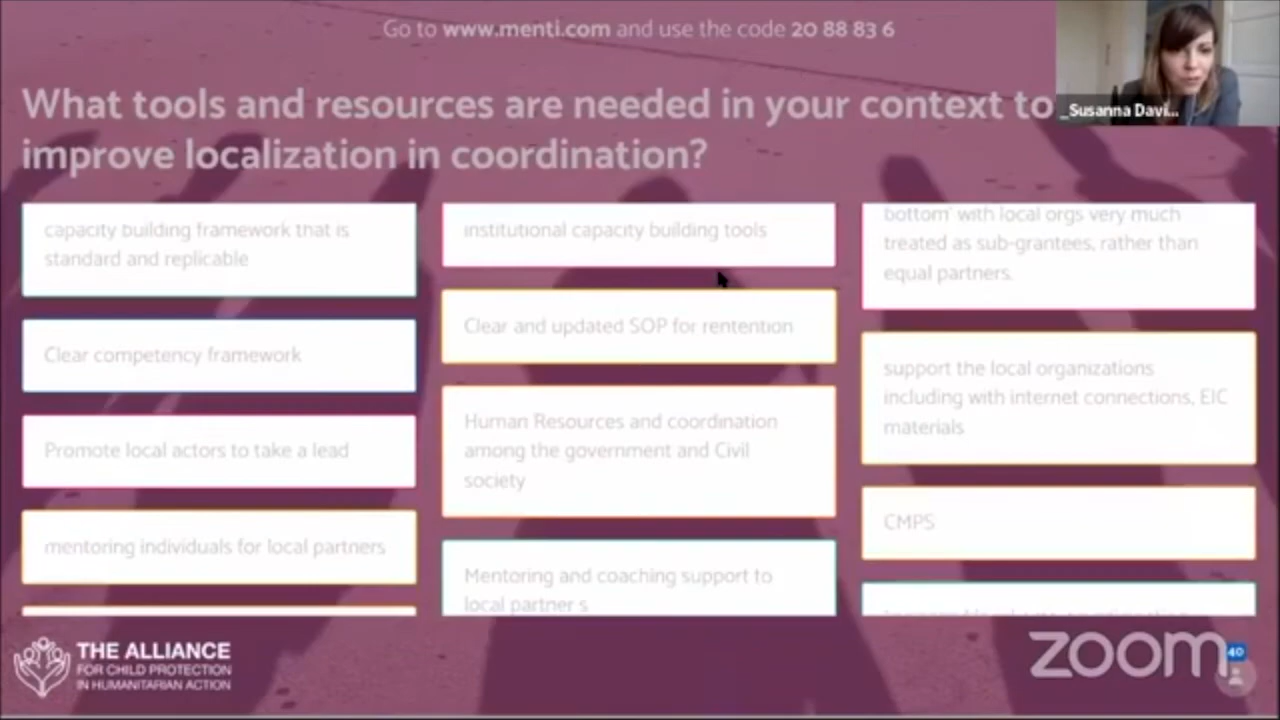 Go to www.menti.com and use the code 20 88 83 6
What tools and resources are needed in your context to
improve localization in coordination?
_Susanna Davi...
capacity building framework that is
standard and replicable
Clear competency framework
Promote local actors to take a lead
mentoring individuals for local partners
institutional capacity building tools
Clear and updated SOP for rentention
Human Resources and coordination
among the government and Civil
society
Mentoring and coaching support to
local partner s
bottom' with local orgs very much
treated as sub-grantees, rather than
equal partners.
support the local organizations
including with internet connections, EIC
materials
CMPS
THE ALLIANCE
FOR CHILD PROTECTION
IN HUMANITARIAN ACTION
zoom
40